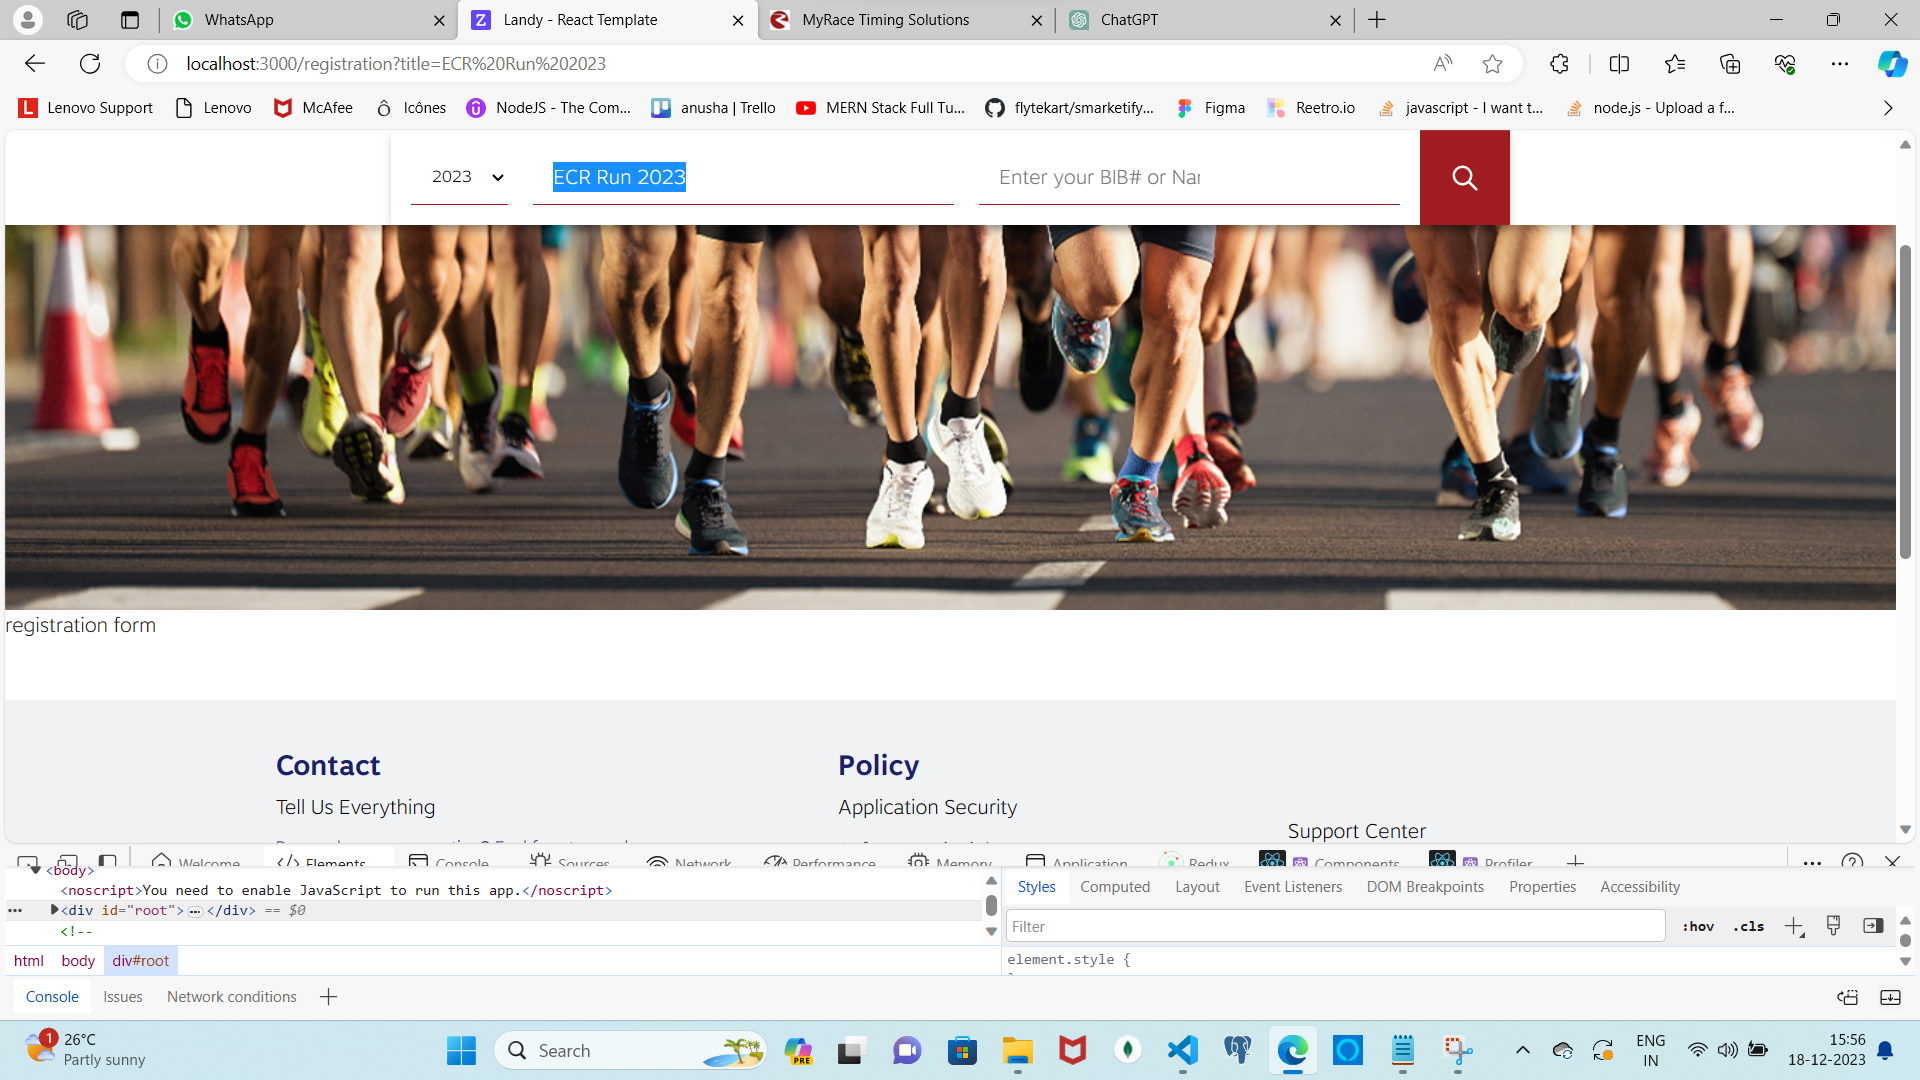 WhatsApp
Landy - React Template
MyRace Timing Solutions
ChatGPT
localhost:3000/registration?title=ECR%20Run%202023
Lenovo Support
Lenovo
McAfee
Icônes
NodeJS - The Com...
anusha | Trello
MERN Stack Full Tu...
flytekart/smarketify...
Figma
Reetro.io
javascript - I want t...
node.js - Upload a f...
2023
ECR Run 2023
Enter your BIB# or Nar
registration form
Contact
Policy
Tell Us Everything
Application Security
Support Center
Welcome
Elements
Console
Sources
Network
Performance
Memory
Application
Redux
Components
Profiler
<body>
<noscript>You need to enable JavaScript to run this app.</noscript>
<div id="root">…</div> == $0
<!--
html
body
div#root
Styles
Computed
Layout
Event Listeners
DOM Breakpoints
Properties
Accessibility
Filter
:hov
.cls
element.style {
Console
Issues
Network conditions
1
26°C
Partly sunny
Search
PRE
ENG
IN
15:56
18-12-2023